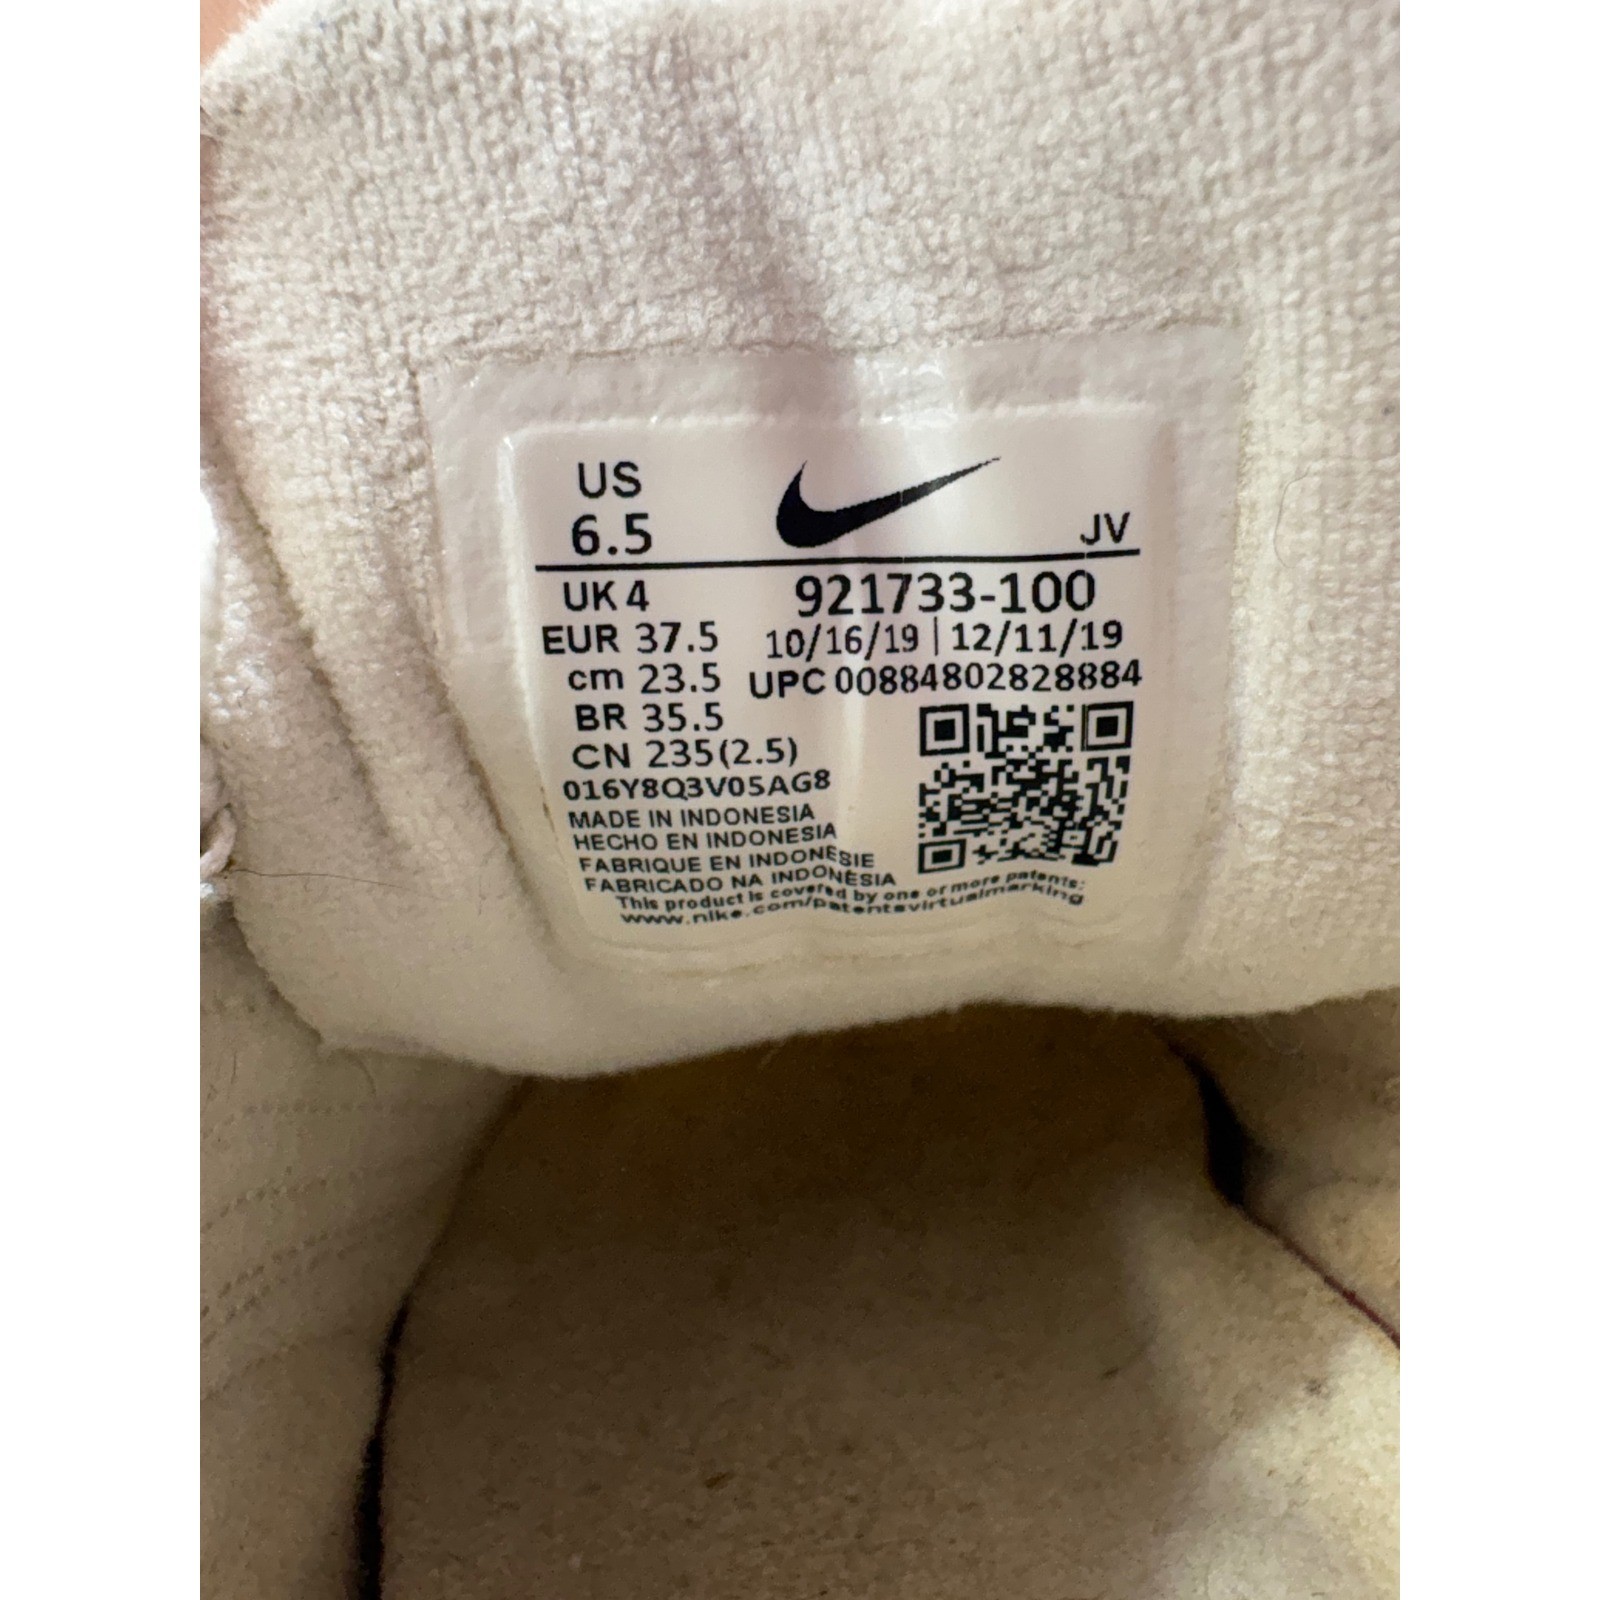 US
6.5
JV
UK 4
921733-100
EUR 37.5
10/16/19 | 12/11/19
cm 23.5
UPC 00884802828884
BR 35.5
CN 235(2.5)
016Y8Q3V05AG8
MADE IN INDONESIA
HECHO EN INDONESIA
FABRIQUE EN INDONESIE
FABRICADO NA INDONÉSIA
This product is covered by one or more patents:
www.nike.com/patentsvirtualmarking